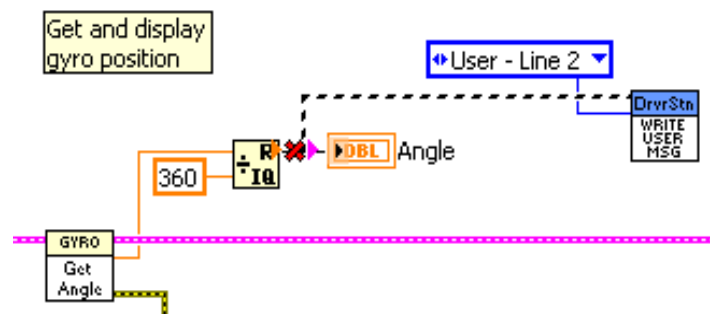 Get and display
gyro position
User - Line 2
DrvrStn
WRITE
USER
MSG
R
IQ
360
DBL
Angle
GYRO
Get
Angle